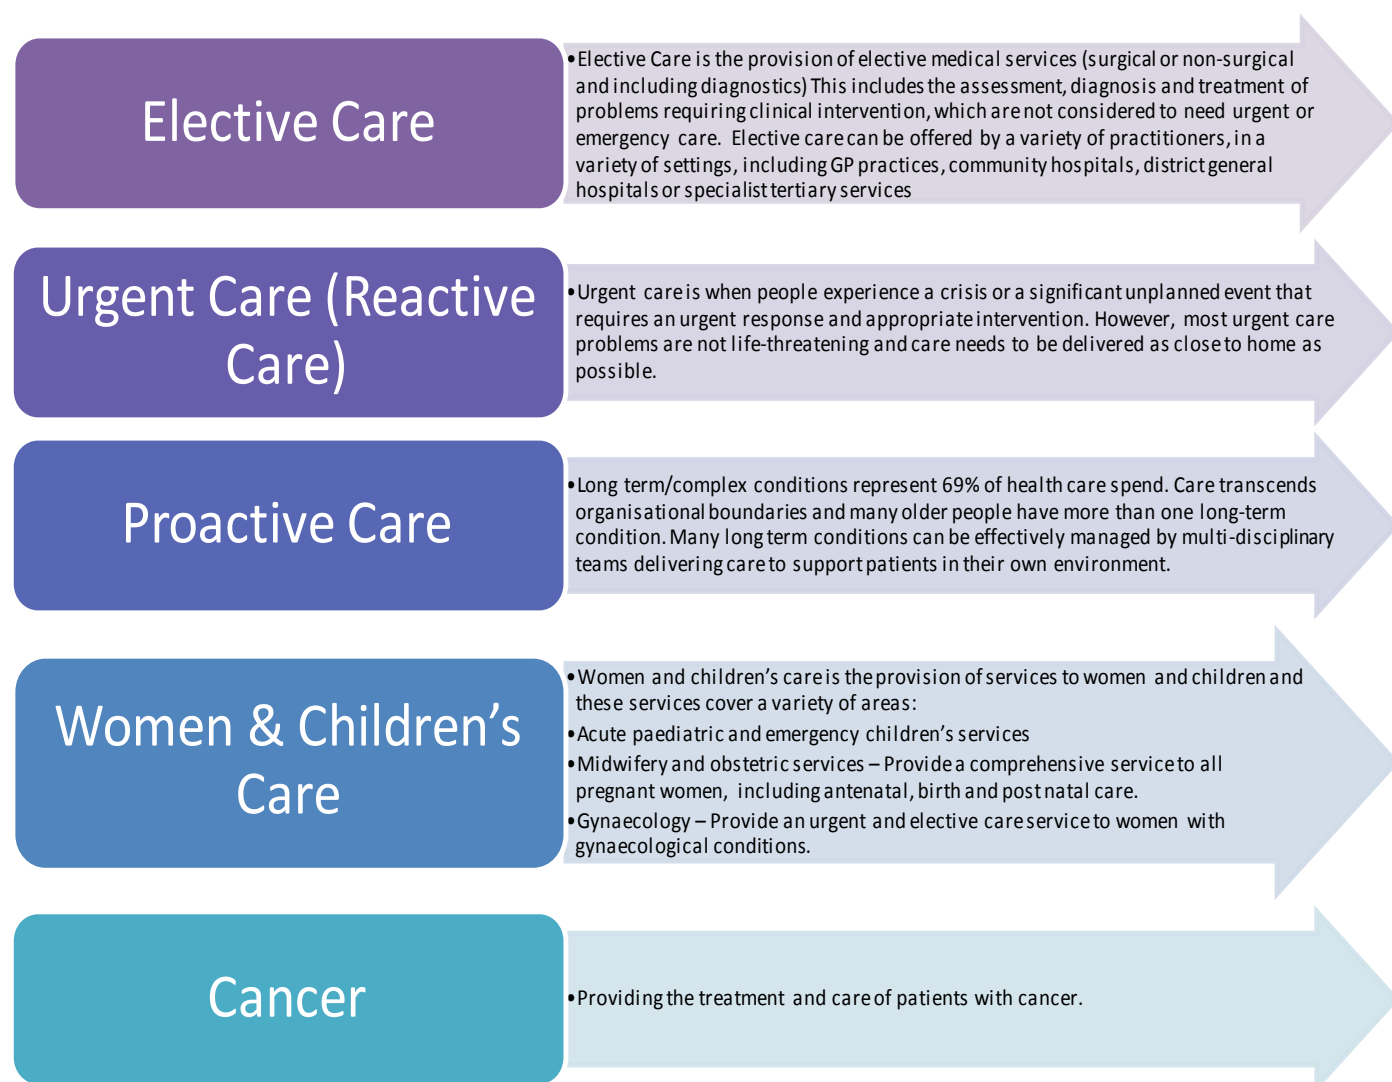 Elective Care
•Elective Care is the provision of elective medical services (surgical or non-surgical
and including diagnostics) This includes the assessment, diagnosis and treatment of
problems requiring clinical intervention, which are not considered to need urgent or
emergency care. Elective care can be offered by a variety of practitioners, in a
variety of settings, including GP practices, community hospitals, district general
hospitals or specialist tertiary services
Urgent Care (Reactive
Care)
•Urgent care is when people experience a crisis or a significant unplanned event that
requires an urgent response and appropriate intervention. However, most urgent care
problems are not life-threatening and care needs to be delivered as close to home as
possible.
Proactive Care
•Long term/complex conditions represent 69% of health care spend. Care transcends
organisational boundaries and many older people have more than one long-term
condition. Many long term conditions can be effectively managed by multi-disciplinary
teams delivering care to support patients in their own environment.
Women & Children’s
Care
•Women and children’s care is the provision of services to women and children and
these services cover a variety of areas:
•Acute paediatric and emergency children’s services
•Midwifery and obstetric services – Provide a comprehensive service to all
pregnant women, including antenatal, birth and post natal care.
•Gynaecology – Provide an urgent and elective care service to women with
gynaecological conditions.
Cancer
•Providing the treatment and care of patients with cancer.